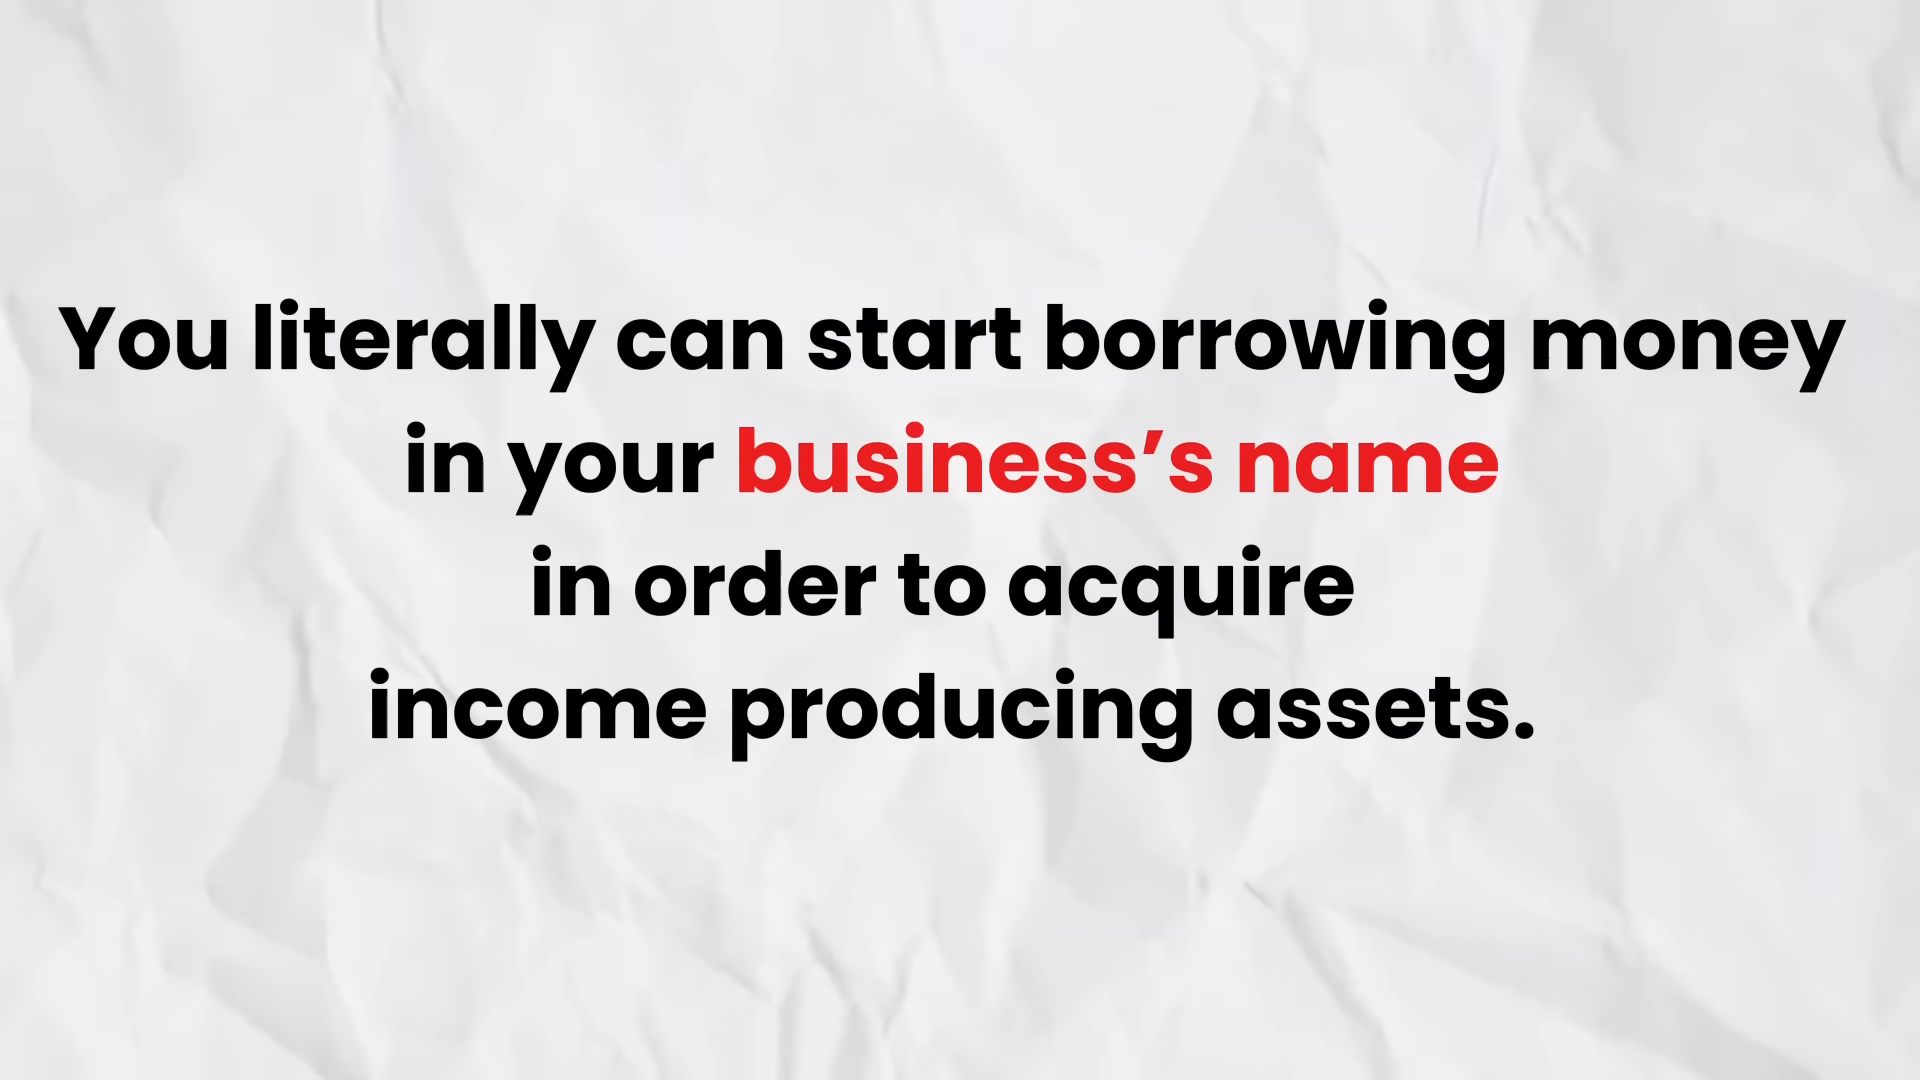 You literally can start borrowing money
in your business’s name
in order to acquire
income producing assets.